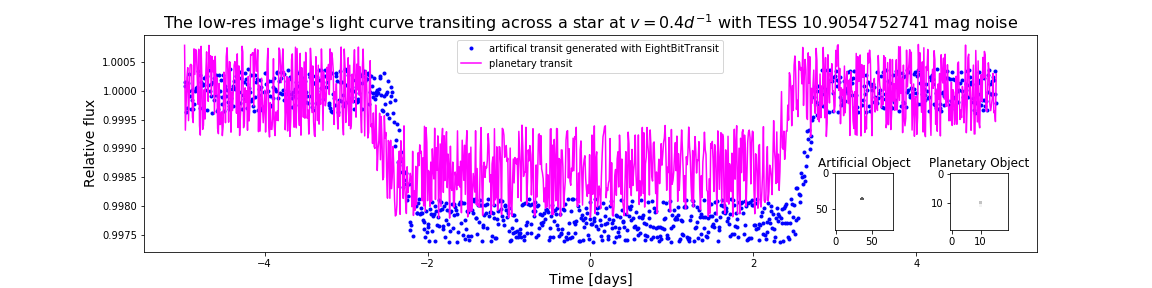 The low-res image's light curve transiting across a star at v = 0.4d⁻¹ with TESS 10.9054752741 mag noise
artifical transit generated with EightBitTransit
planetary transit
Relative flux
1.0005
1.0000
0.9995
0.9990
0.9985
0.9980
0.9975
Artificial Object
0
50
0
50
Planetary Object
0
10
0
10
−4
−2
0
2
4
Time [days]